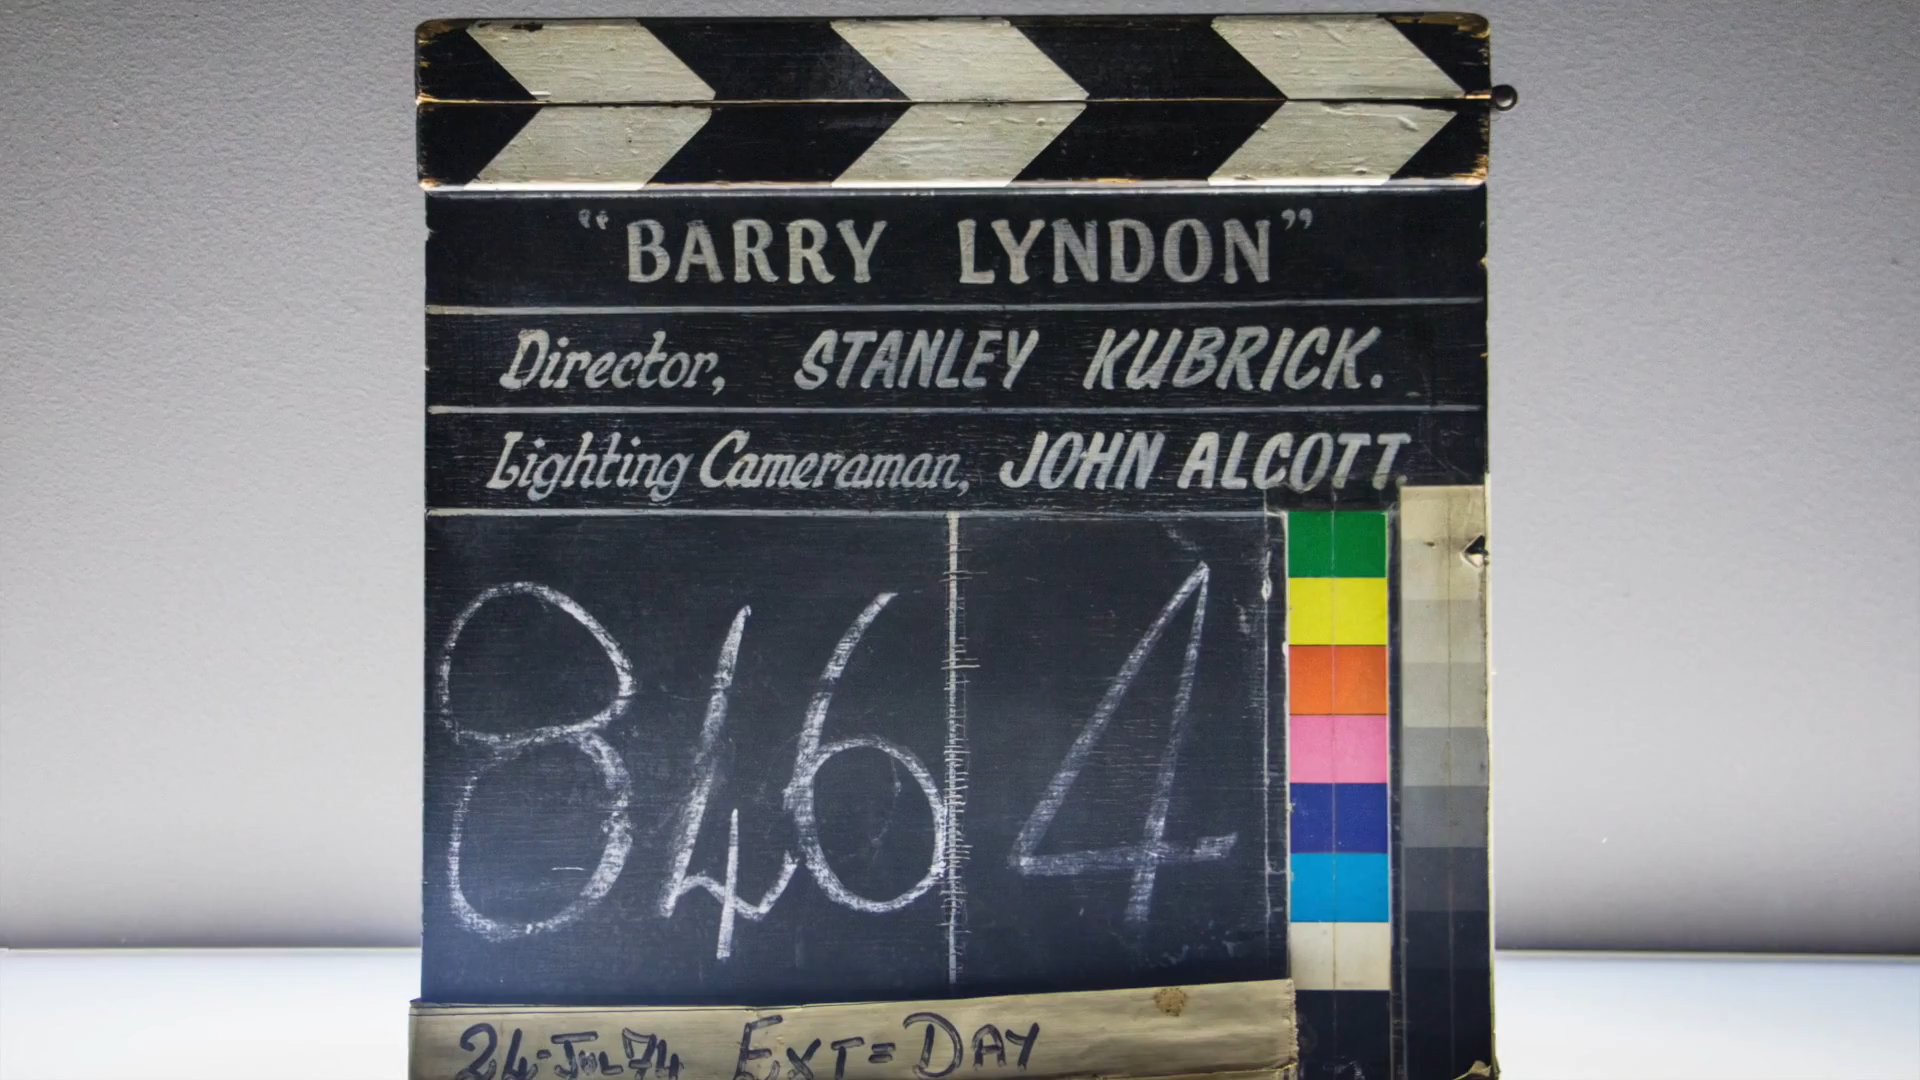 “BARRY LYNDON”
Director, STANLEY KUBRICK.
Lighting Cameraman, JOHN ALCOTT.
846 4
24-JUL 74 EXT= DAY